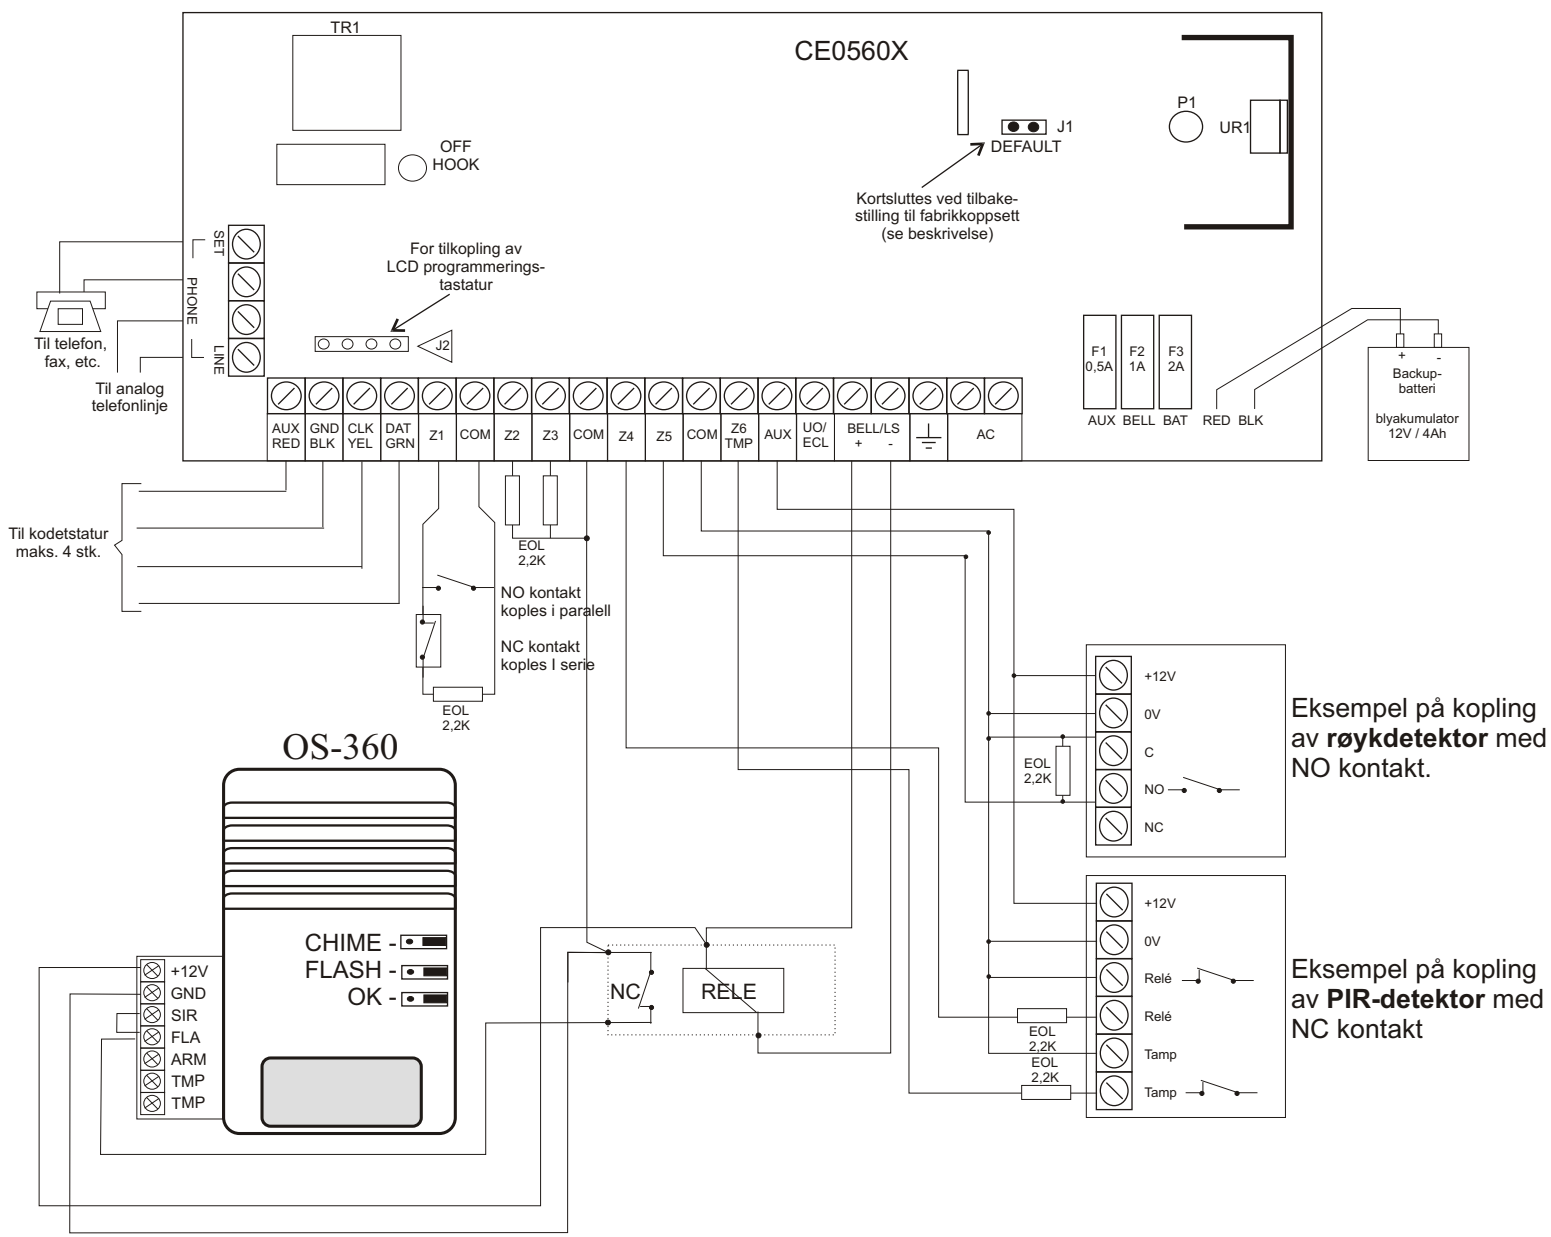 TR1
CE0560X
OFF
HOOK
J1
DEFAULT
P1
UR1
Kortsluttes ved tilbake-
stilling til fabrikkoppsett
(se beskrivelse)
For tilkopling av
LCD programmerings-
tastatur
J2
SET
PHONE
LINE
Til telefon,
fax, etc.
Til analog
telefonlinje
F1
0,5A
F2
1A
F3
2A
AUX BELL BAT RED BLK
+ -
Backup-
batteri
blyakumulator
12V / 4Ah
AUX
RED
GND
BLK
CLK
YEL
DAT
GRN
Z1
COM
Z2
Z3
COM
Z4
Z5
COM
Z6
TMP
AUX
UO/
ECL
BELL/LS
+ -
AC
Til kodetstatur
maks. 4 stk.
EOL
2,2K
NO kontakt
koples i paralell
NC kontakt
koples I serie
EOL
2,2K
OS-360
CHIME -
FLASH -
OK -
+12V
GND
SIR
FLA
ARM
TMP
TMP
NC
RELE
+12V
0V
C
NO
NC
EOL
2,2K
Eksempel på kopling
av røykdetektor med
NO kontakt.
+12V
0V
Relé
Relé
Tamp
Tamp
EOL
2,2K
EOL
2,2K
Eksempel på kopling
av PIR-detektor med
NC kontakt